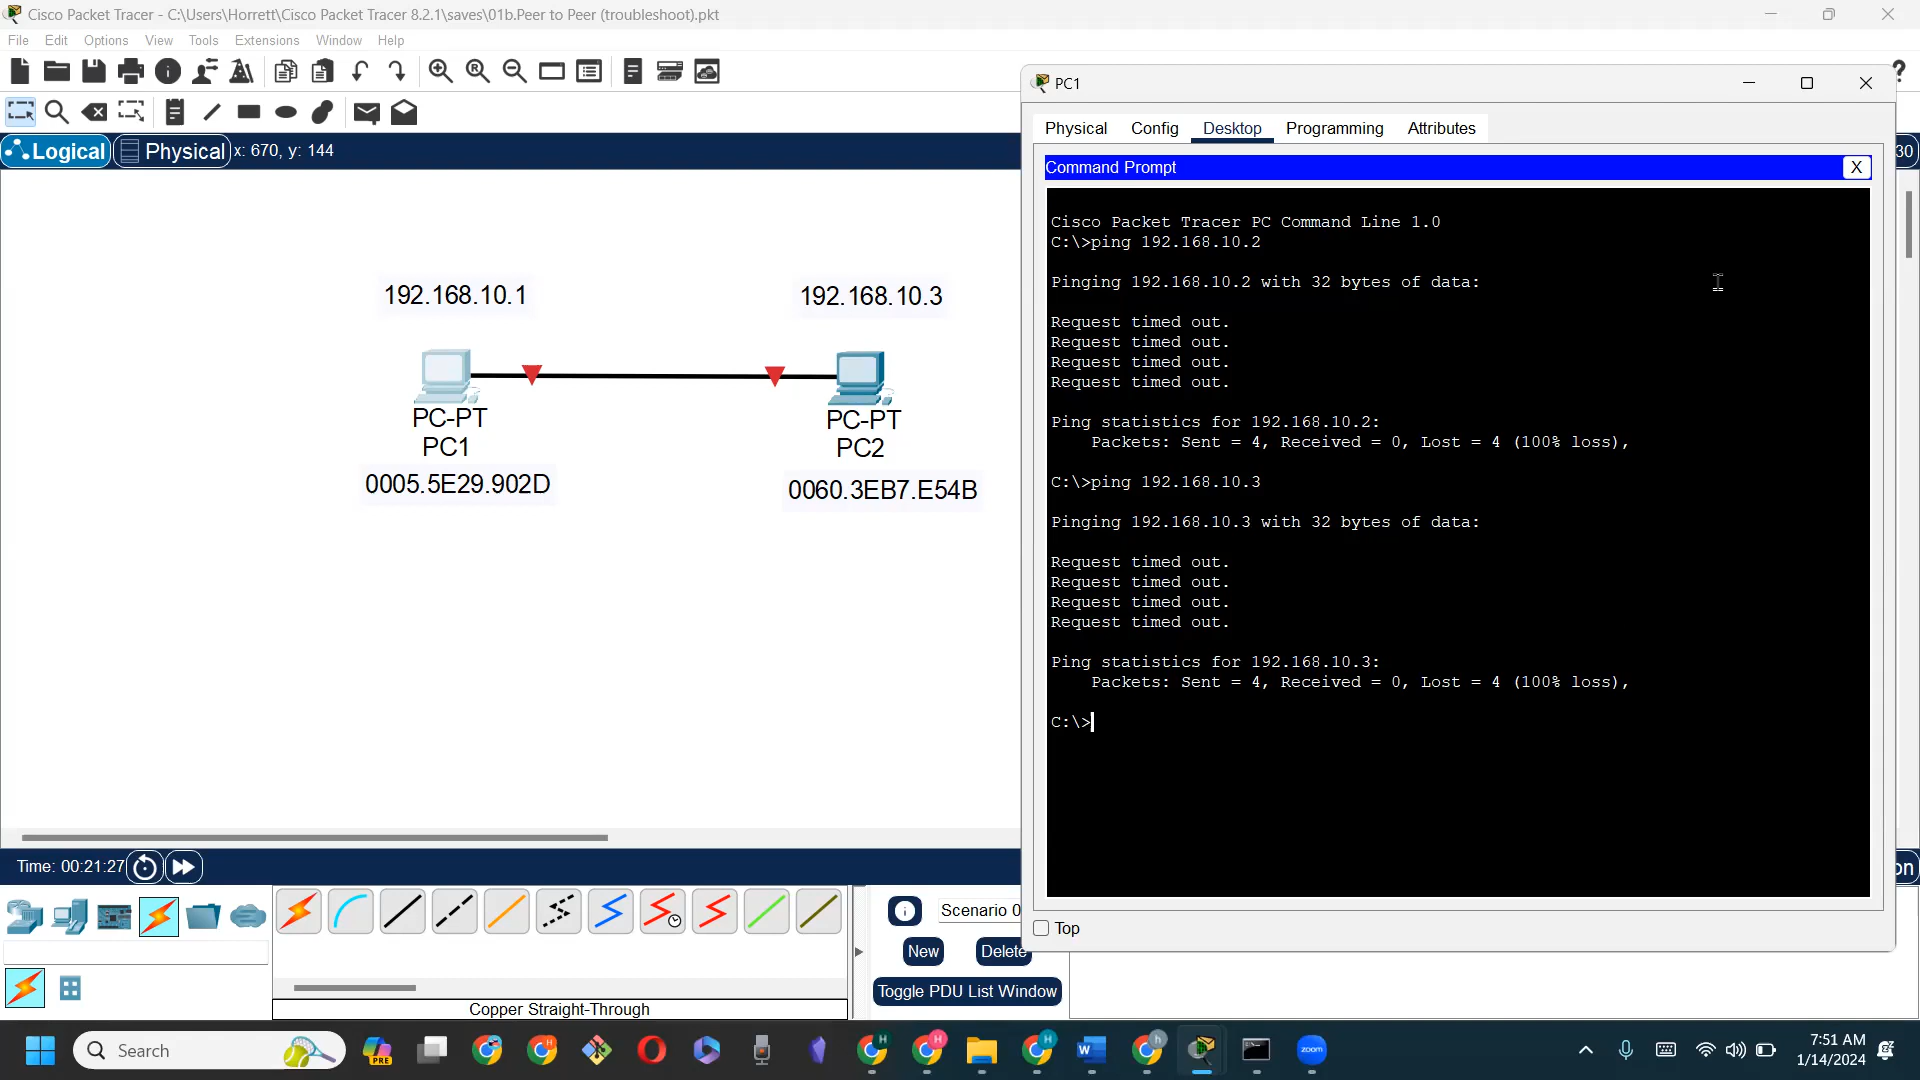 Cisco Packet Tracer - C:\Users\Horrett\Cisco Packet Tracer 8.2.1\saves\01b.Peer to Peer (troubleshoot).pkt
File Edit Options View Tools Extensions Window Help
Logical Physical x: 670, y: 144
192.168.10.1 192.168.10.3
PC-PT PC-PT
PC1 PC2
0005.5E29.902D 0060.3EB7.E54B
PC1
Physical Config Desktop Programming Attributes
Command Prompt X
Cisco Packet Tracer PC Command Line 1.0
C:\>ping 192.168.10.2
Pinging 192.168.10.2 with 32 bytes of data:
Request timed out.
Request timed out.
Request timed out.
Request timed out.
Ping statistics for 192.168.10.2:
Packets: Sent = 4, Received = 0, Lost = 4 (100% loss),
C:\>ping 192.168.10.3
Pinging 192.168.10.3 with 32 bytes of data:
Request timed out.
Request timed out.
Request timed out.
Request timed out.
Ping statistics for 192.168.10.3:
Packets: Sent = 4, Received = 0, Lost = 4 (100% loss),
C:\>
Top
30
Time: 00:21:27
on
Scenario 0
New Delete
Toggle PDU List Window
Copper Straight-Through
Search
PRE
7:51 AM
1/14/2024